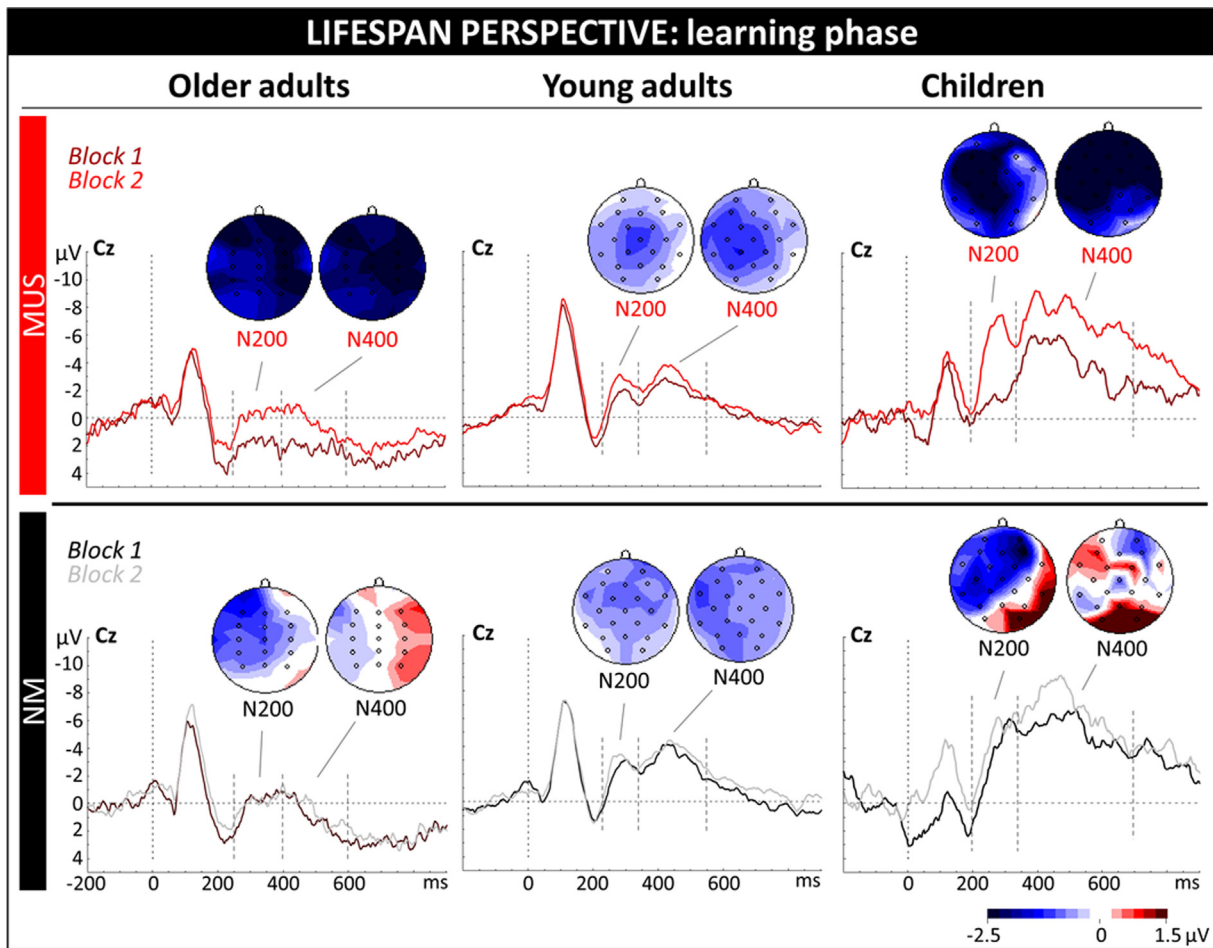 LIFESPAN PERSPECTIVE: learning phase
Older adults
Young adults
Children
MUS
Block 1
Block 2
µV
Cz
-10
-8
-6
-4
-2
0
2
4
N200
N400
Cz
N200
N400
Cz
N200
N400
NM
Block 1
Block 2
µV
Cz
-10
-8
-6
-4
-2
0
2
4
N200
N400
-200
0
200
400
600
ms
Cz
N200
N400
0
200
400
600
ms
Cz
N200
N400
0
200
400
600
ms
-2.5
0
1.5 µV